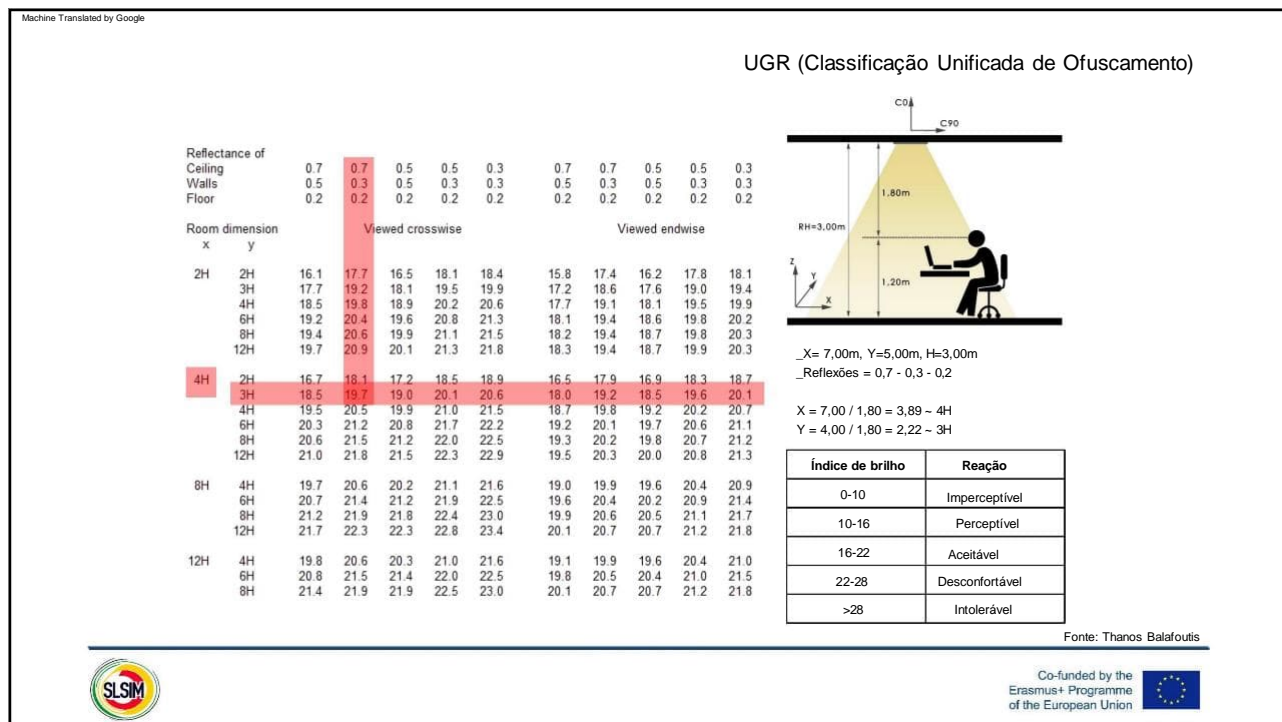 Machine Translated by Google
UGR (Classificação Unificada de Ofuscamento)
Reflectance of
Ceiling 0.7 0.7 0.5 0.5 0.3 0.7 0.7 0.5 0.5 0.3
Walls 0.5 0.3 0.5 0.3 0.3 0.5 0.3 0.5 0.3 0.3
Floor 0.2 0.2 0.2 0.2 0.2 0.2 0.2 0.2 0.2 0.2
Room dimension Viewed crosswise Viewed endwise
x y
2H 2H 16.1 17.7 16.5 18.1 18.4 15.8 17.4 16.2 17.8 18.1
3H 17.7 19.2 18.1 19.5 19.9 17.2 18.6 17.6 19.0 19.4
4H 18.5 19.8 18.9 20.2 20.6 17.7 19.1 18.1 19.5 19.9
6H 19.2 20.4 19.6 20.8 21.3 18.1 19.4 18.6 19.8 20.2
8H 19.4 20.6 19.9 21.1 21.5 18.2 19.4 18.7 19.8 20.3
12H 19.7 20.9 20.1 21.3 21.8 18.3 19.4 18.7 19.9 20.3
4H 2H 16.7 18.1 17.2 18.5 18.9 16.5 17.9 16.9 18.3 18.7
3H 18.5 19.7 19.0 20.1 20.6 18.0 19.2 18.5 19.6 20.1
4H 19.5 20.5 19.9 21.0 21.5 18.7 19.8 19.2 20.2 20.7
6H 20.3 21.2 20.8 21.7 22.2 19.2 20.1 19.7 20.6 21.1
8H 20.6 21.5 21.2 22.0 22.5 19.3 20.2 19.8 20.7 21.2
12H 21.0 21.8 21.5 22.3 22.9 19.5 20.3 20.0 20.8 21.3
8H 4H 19.7 20.6 20.2 21.1 21.6 19.0 19.9 19.6 20.4 20.9
6H 20.7 21.4 21.2 21.9 22.5 19.6 20.4 20.2 20.9 21.4
8H 21.2 21.9 21.8 22.4 23.0 19.9 20.6 20.5 21.1 21.7
12H 21.7 22.3 22.3 22.8 23.4 20.1 20.7 20.7 21.2 21.8
12H 4H 19.8 20.6 20.3 21.0 21.6 19.1 19.9 19.6 20.4 21.0
6H 20.8 21.5 21.4 22.0 22.5 19.8 20.5 20.4 21.0 21.5
8H 21.4 21.9 21.9 22.5 23.0 20.1 20.7 20.7 21.2 21.8
C0
C90
1,80m
RH=3,00m
1,20m
Z
Y
X
_X= 7,00m, Y=5,00m, H=3,00m
_Reflexões = 0,7 - 0,3 - 0,2
X = 7,00 / 1,80 = 3,89 ~ 4H
Y = 4,00 / 1,80 = 2,22 ~ 3H
Índice de brilho Reação
0-10 Imperceptível
10-16 Perceptível
16-22 Aceitável
22-28 Desconfortável
>28 Intolerável
Fonte: Thanos Balafoutis
SLSIM
Co-funded by the
Erasmus+ Programme
of the European Union